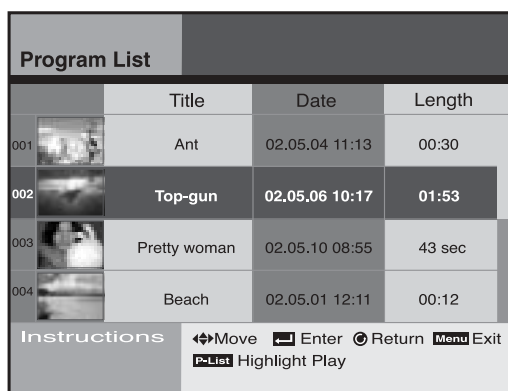 Program List
Title Date Length
001 Ant 02.05.04 11:13 00:30
002 Top-gun 02.05.06 10:17 01:53
003 Pretty woman 02.05.10 08:55 43 sec
004 Beach 02.05.01 12:11 00:12
Instructions Move Enter Return Menu Exit
P-List Highlight Play